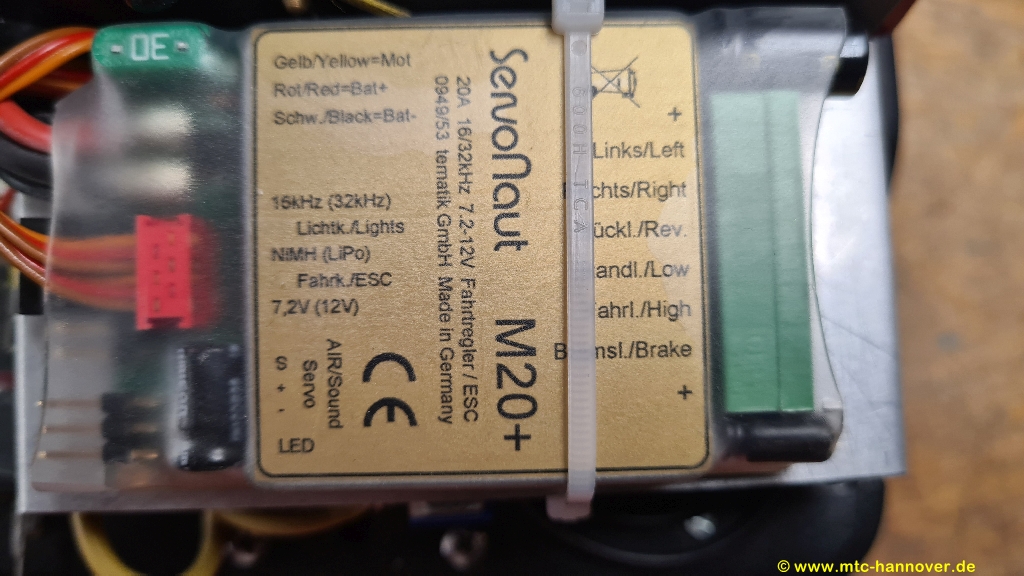 30
Gelb/Yellow=Mot
Rot/Red=Bat+
Schw./Black=Bat-
16kHz (32kHz)
Lichtk./Lights
NiMH (LiPo)
Fahrk./ESC
7,2V (12V)
AIR/Sound
Servo
S + -
LED
CE
ServoNaut M20+
20A 16/32kHz 7.2-12V Fahrtregler / ESC
0949/53 tematik GmbH Made in Germany
+
Links/Left
chts/Right
ückl./Rev.
andl./Low
ahrl./High
B msl./Brake
+
© www.mtc-hannover.de